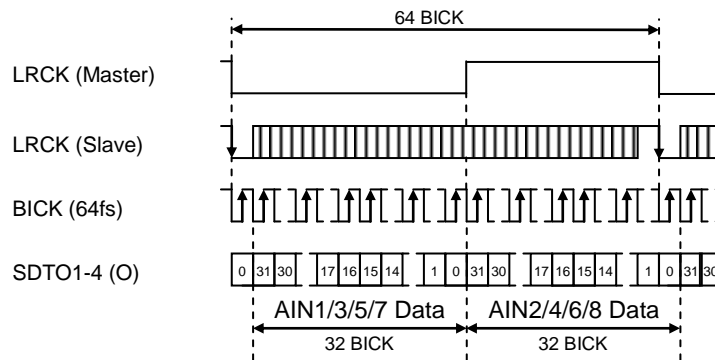 64 BICK
LRCK (Master)
LRCK (Slave)
BICK (64fs)
SDTO1-4 (O) 0 31 30 17 16 15 14 1 0 31 30 17 16 15 14 1 0 31 30
AIN1/3/5/7 Data AIN2/4/6/8 Data
32 BICK 32 BICK